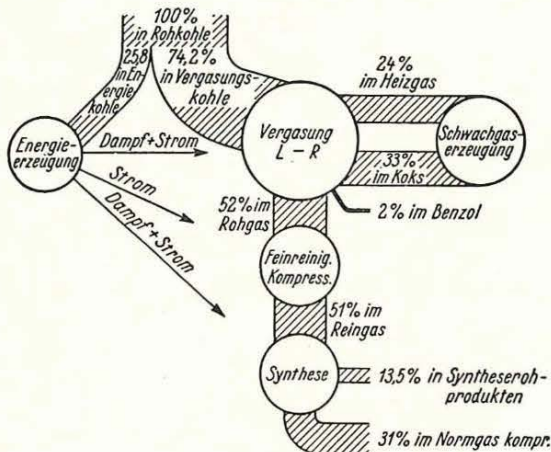 100%
in Rohkohle
25,8
in En-
ergie
kohle
74,2%
in Vergasungs-
kohle
24%
im Heizgas
Energie-
erzeugung
Dampf+Strom
Vergasung
L – R
Schwachgas-
erzeugung
33%
im Koks
Strom
Dampf+Strom
52% im
Rohgas
2% im Benzol
Feinreinig.
Kompress.
51% im
Reingas
Synthese
13,5% in Syntheseroh-
produkten
31% im Normgas kompr.